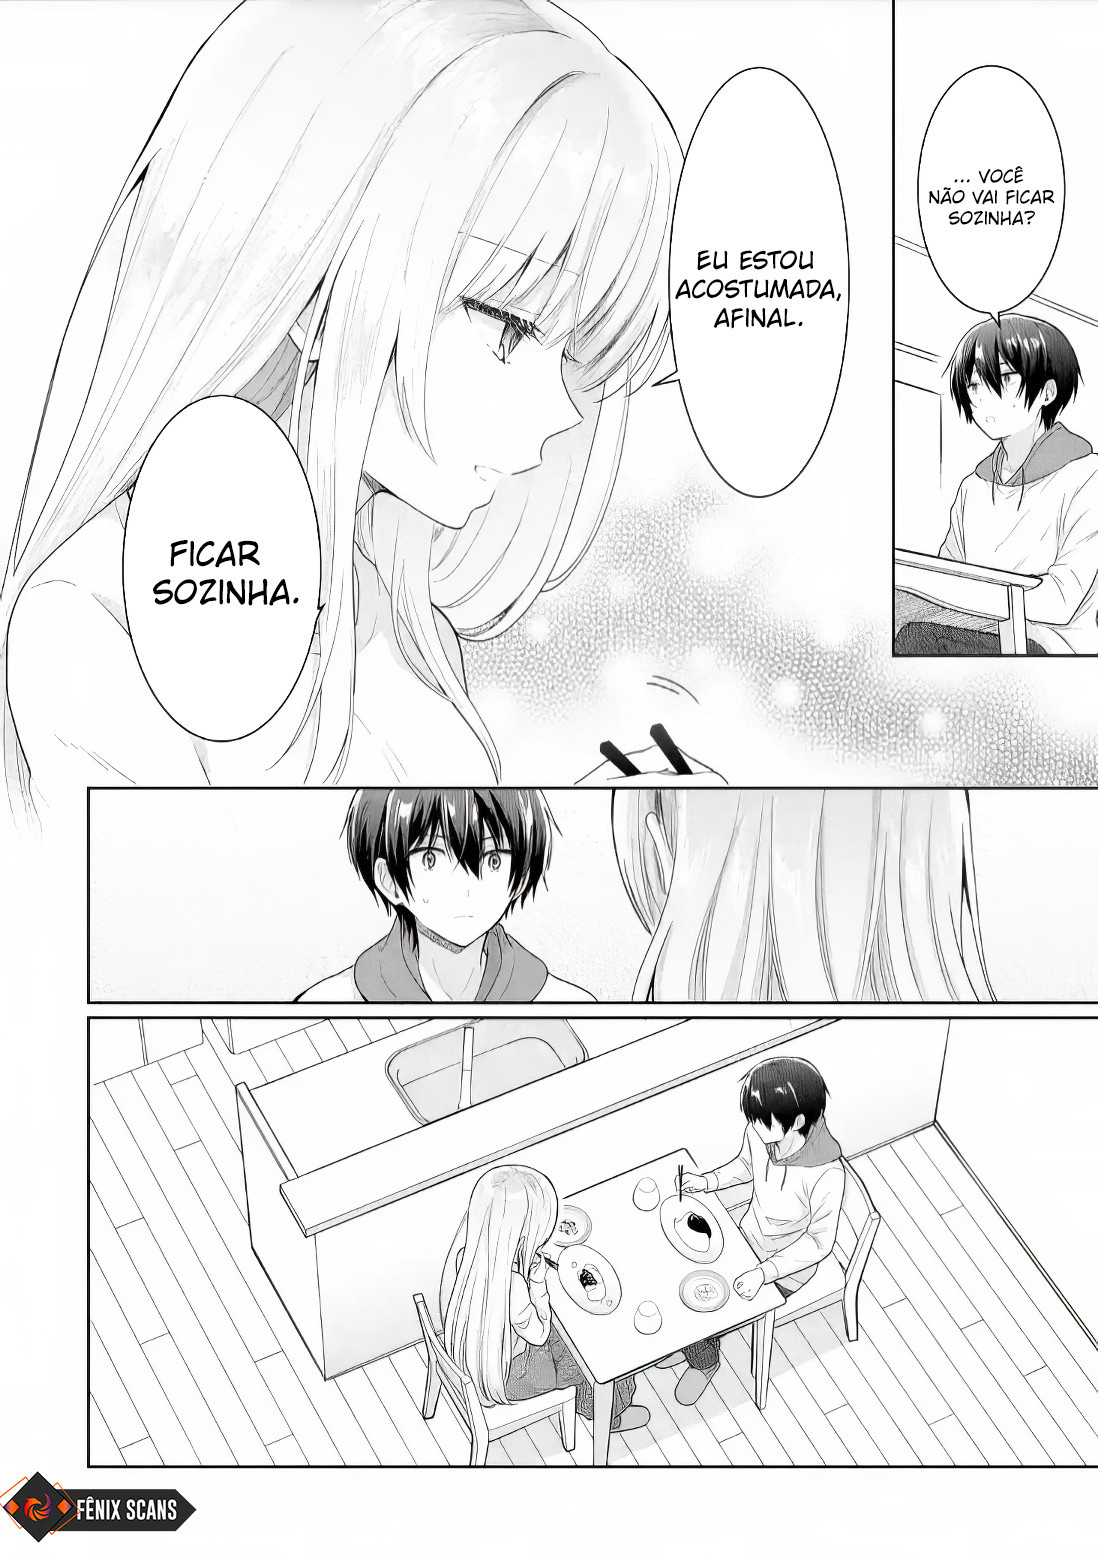 ... VOCÊ
NÃO VAI FICAR
SOZINHA?
EU ESTOU
ACOSTUMADA,
AFINAL.
FICAR
SOZINHA.
FÊNIX SCANS